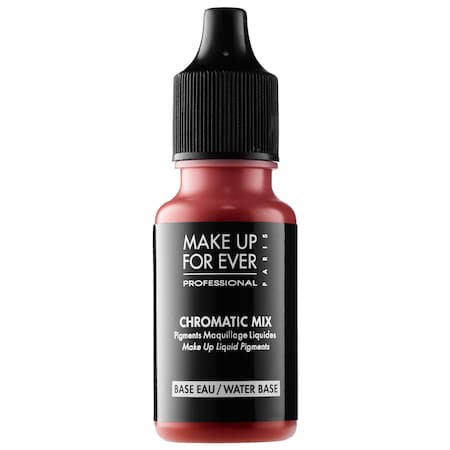 MAKE UP
FOR EVER
PROFESSIONAL
PARIS
CHROMATIC MIX
Pigments Maquillage Liquides
Make Up Liquid Pigments
BASE EAU / WATER BASE